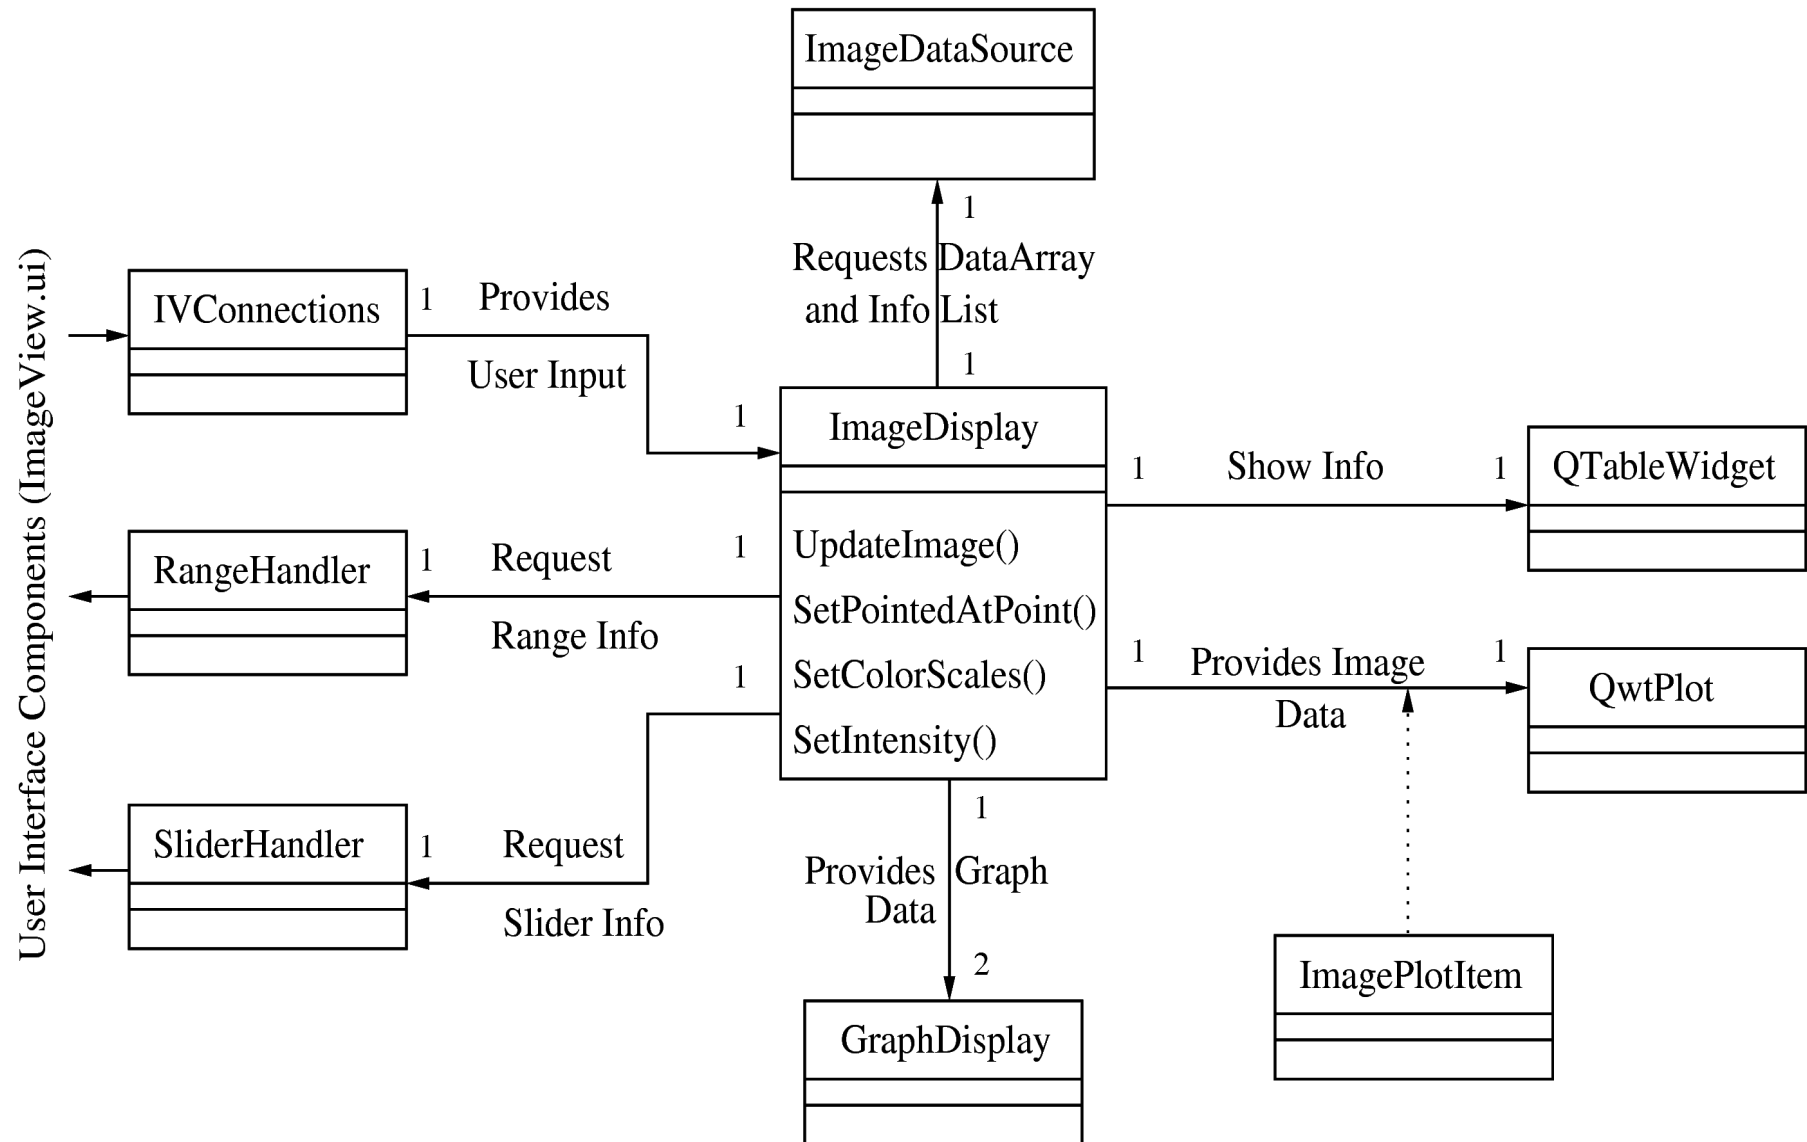 ImageDataSource
1
Requests DataArray
and Info List
1
User Interface Components (ImageView.ui)
IVConnections
1
Provides
User Input
1
ImageDisplay
UpdateImage()
SetPointedAtPoint()
SetColorScales()
SetIntensity()
1
Show Info
1
QTableWidget
RangeHandler
1
Request
1
Range Info
1
Provides Image
1
Data
QwtPlot
1
SliderHandler
1
Request
Slider Info
1
Provides Graph
Data
2
GraphDisplay
ImagePlotItem